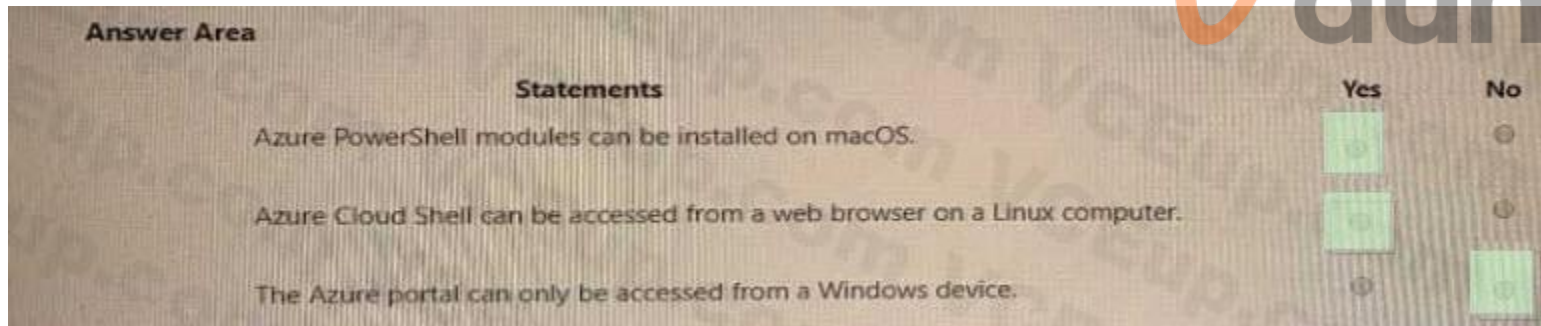 Answer Area
Statements Yes No
Azure PowerShell modules can be installed on macOS.
Azure Cloud Shell can be accessed from a web browser on a Linux computer.
The Azure portal can only be accessed from a Windows device.